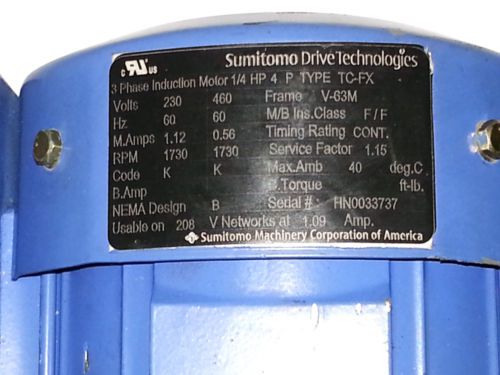 c UR US Sumitomo Drive Technologies
3 Phase Induction Motor 1/4 HP 4 P TYPE TC-FX
Volts 230 460 Frame V-63M
Hz 60 60 M/B Ins.Class F / F
M.Amps 1.12 0.56 Timing Rating CONT.
RPM 1730 1730 Service Factor 1.15
Code K K Max.Amb 40 deg.C
B.Amp B.Torque ft-lb.
NEMA Design B Serial # : HN0033737
Usable on 208 V Networks at 1.09 Amp.
Sumitomo Machinery Corporation of America